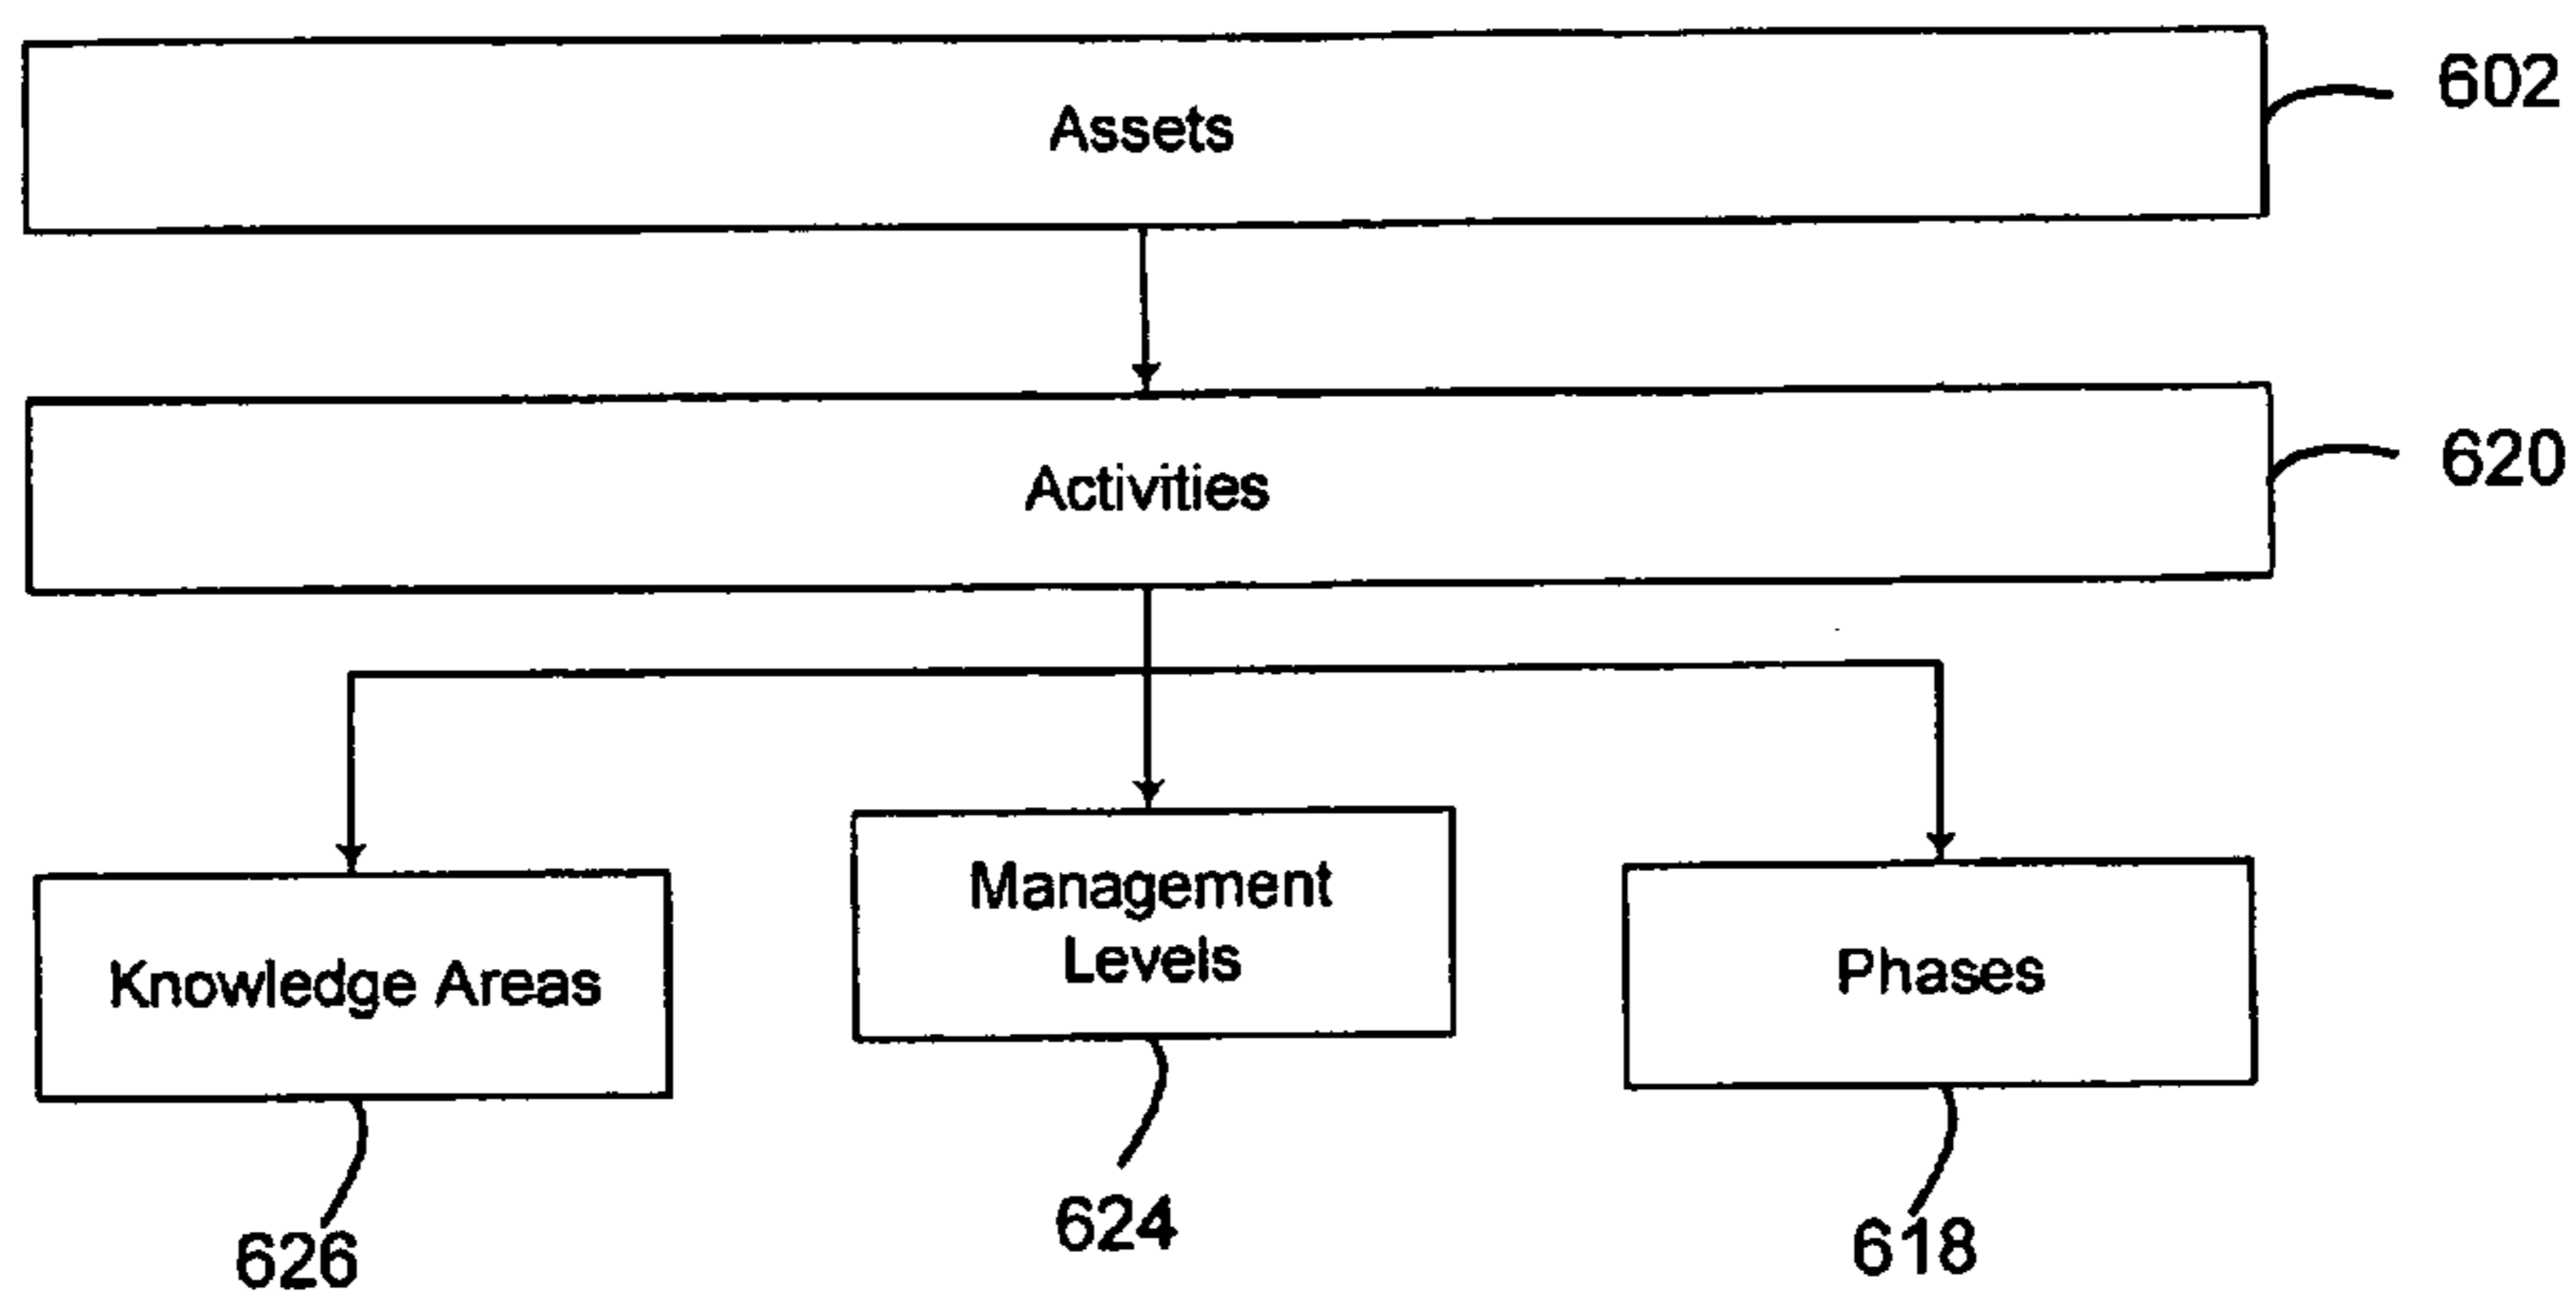 Assets
602
Activities
620
Management
Levels
Knowledge Areas
Phases
626
624
618